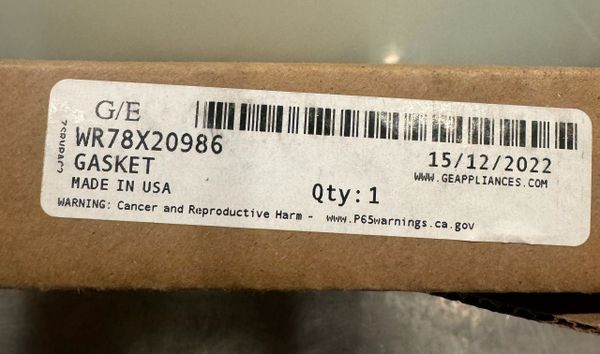 G/E
WR78X20986
GASKET
MADE IN USA
Qty: 1
15/12/2022
WWW.GEAPPLIANCES.COM
WARNING: Cancer and Reproductive Harm - www.P65warnings.ca.gov